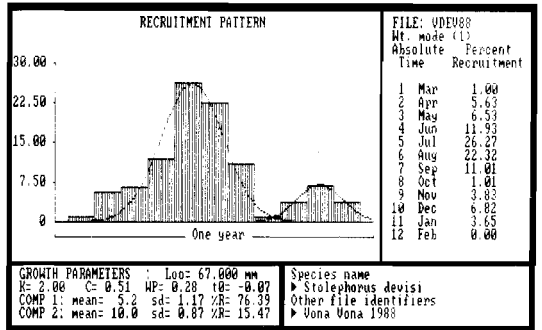 RECRUITMENT PATTERN
30.00
22.50
15.00
7.50
0
One year
FILE: VDEV88
Wt. mode (1)
Absolute Percent
Time Recruitment
1 Mar 1.00
2 Apr 5.63
3 May 6.53
4 Jun 11.93
5 Jul 26.27
6 Aug 22.32
7 Sep 11.01
8 Oct 1.01
9 Nov 3.83
10 Dec 6.82
11 Jan 3.65
12 Feb 0.00
GROWTH PARAMETERS : Loo= 67.000 mm
K= 2.00 C= 0.51 WP= 0.28 t0= -0.07
COMP 1: mean= 5.2 sd= 1.17 %R= 76.39
COMP 2: mean= 10.0 sd= 0.87 %R= 15.47
Species name
▶ Stolephorus devisi
Other file identifiers
▶ Vona Vona 1988